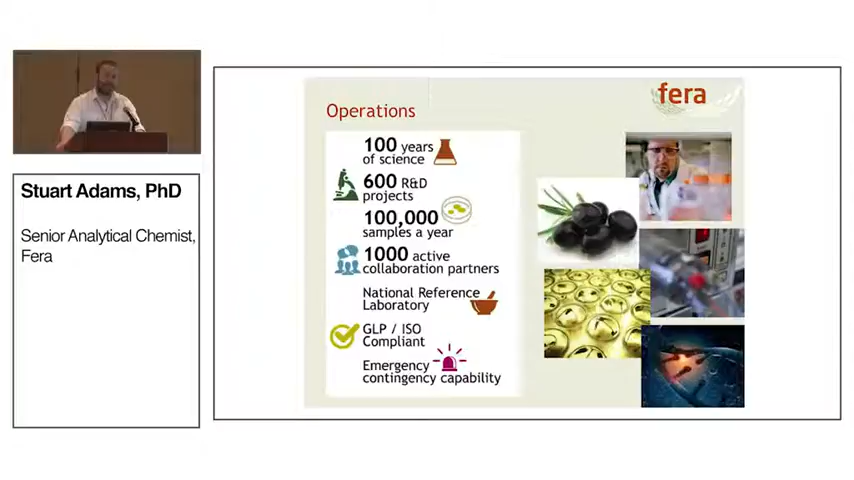 Stuart Adams, PhD
Senior Analytical Chemist,
Fera
fera
Operations
100 years
of science
600 R&D
projects
100,000
samples a year
1000 active
collaboration partners
National Reference
Laboratory
GLP / ISO
Compliant
Emergency
contingency capability